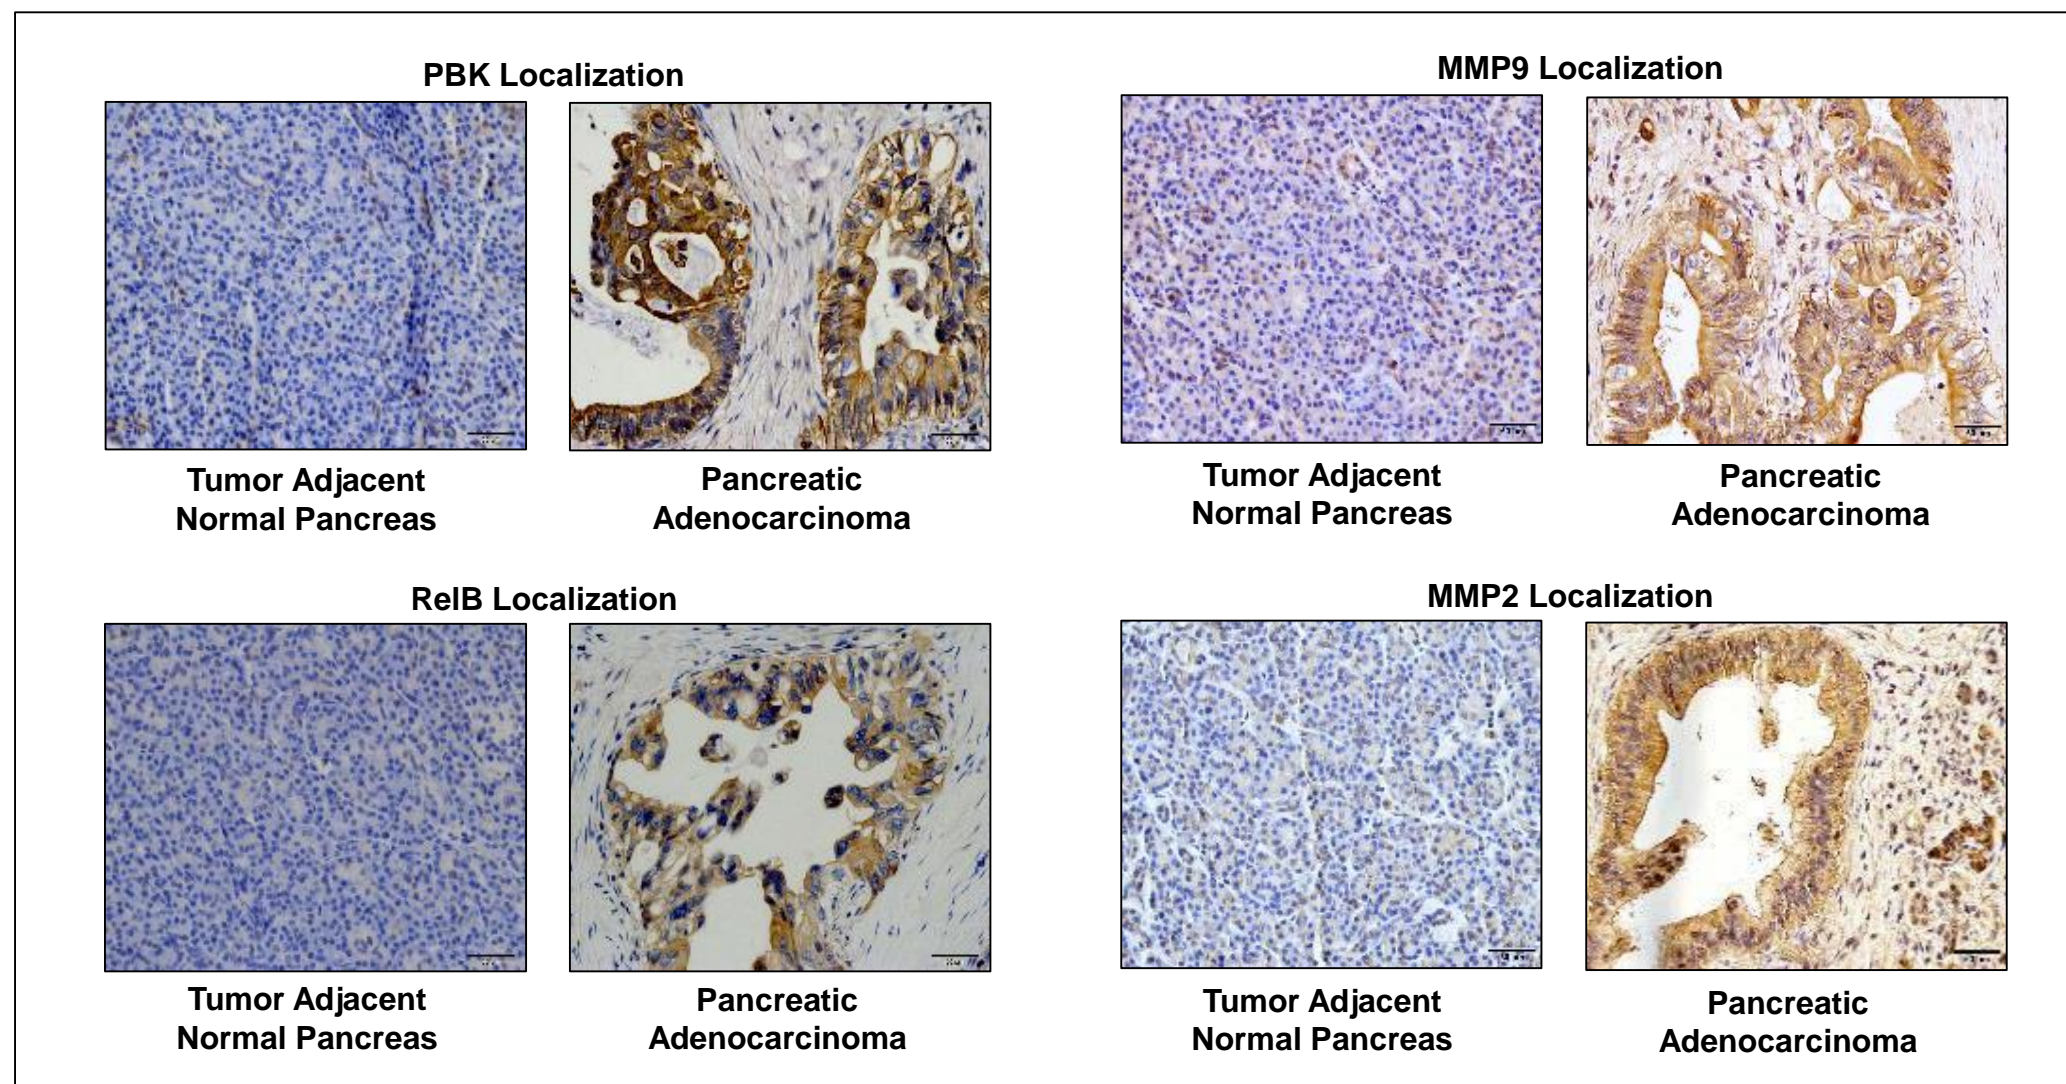 PBK Localization
Tumor Adjacent
Normal Pancreas
Pancreatic
Adenocarcinoma
MMP9 Localization
Tumor Adjacent
Normal Pancreas
Pancreatic
Adenocarcinoma
RelB Localization
Tumor Adjacent
Normal Pancreas
Pancreatic
Adenocarcinoma
MMP2 Localization
Tumor Adjacent
Normal Pancreas
Pancreatic
Adenocarcinoma